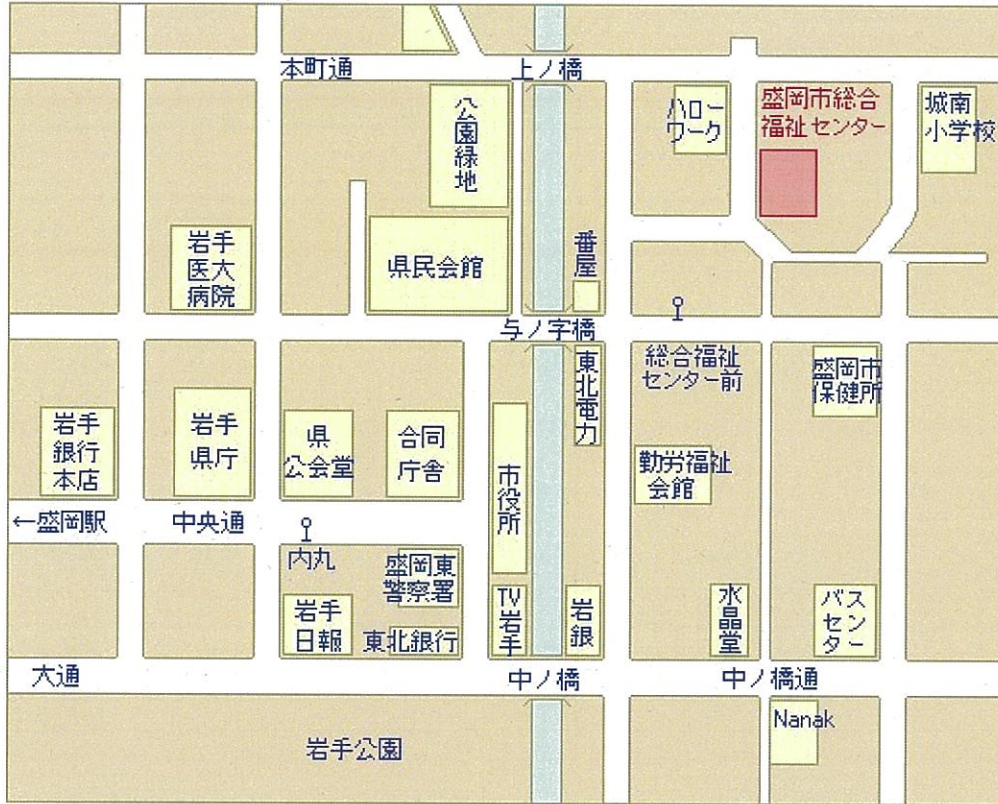 本町通
上ノ橋
公園緑地
ハロー
ワーク
盛岡市総合
福祉センター
城南
小学校
岩手
医大
病院
県民会館
番屋
与ノ字橋
岩手
銀行
本店
岩手
県庁
県
公会堂
合同
庁舎
市役所
東北電力
総合福祉
センター前
盛岡市
保健所
勤労福祉
会館
←盛岡駅
中央通
内丸
盛岡東
警察署
岩手
日報
東北銀行
TV岩手
岩銀
水晶堂
バス
セン
ター
大通
中ノ橋
中ノ橋通
岩手公園
Nanak